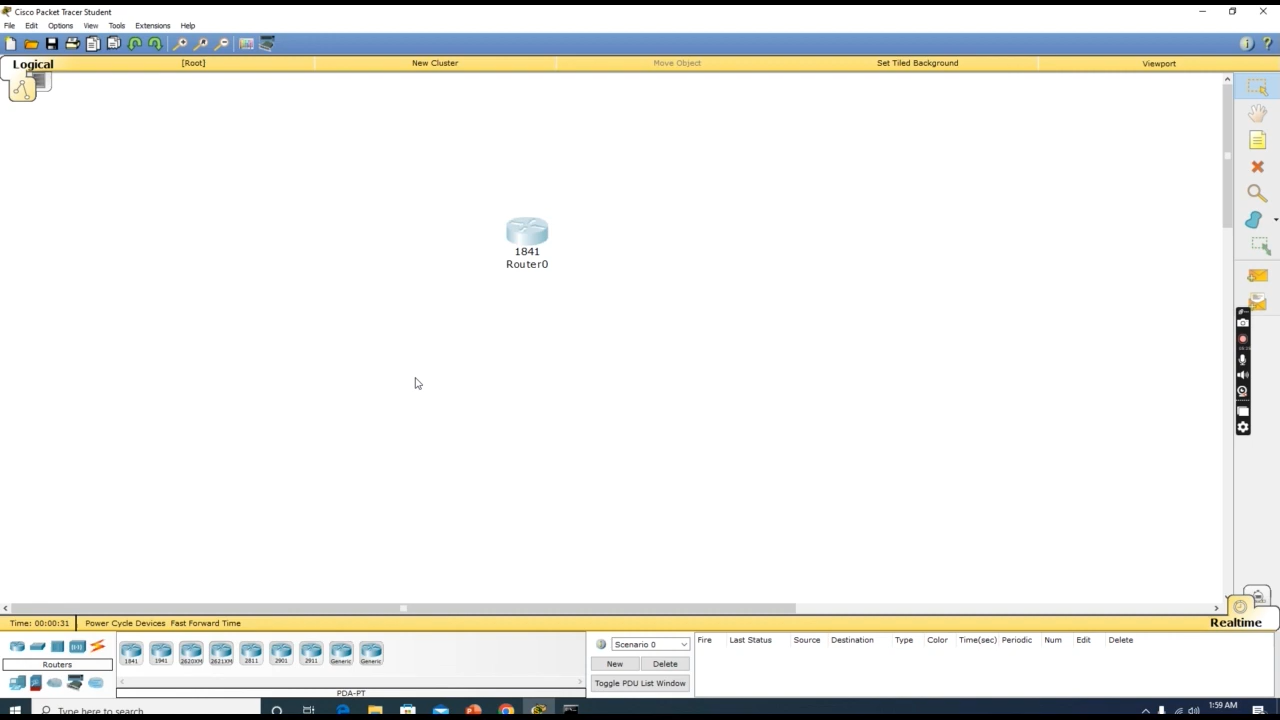 Cisco Packet Tracer Student
File Edit Options View Tools Extensions Help
Logical [Root] New Cluster Move Object Set Tiled Background Viewport
1841
Router0
Time: 00:00:31 Power Cycle Devices Fast Forward Time Realtime
Routers
1841 1941 2620XM 2621XM 2811 2901 2911 Generic Generic
PDA-PT
Scenario 0
New Delete
Toggle PDU List Window
Fire Last Status Source Destination Type Color Time(sec) Periodic Num Edit Delete
Type here to search
1:59 AM